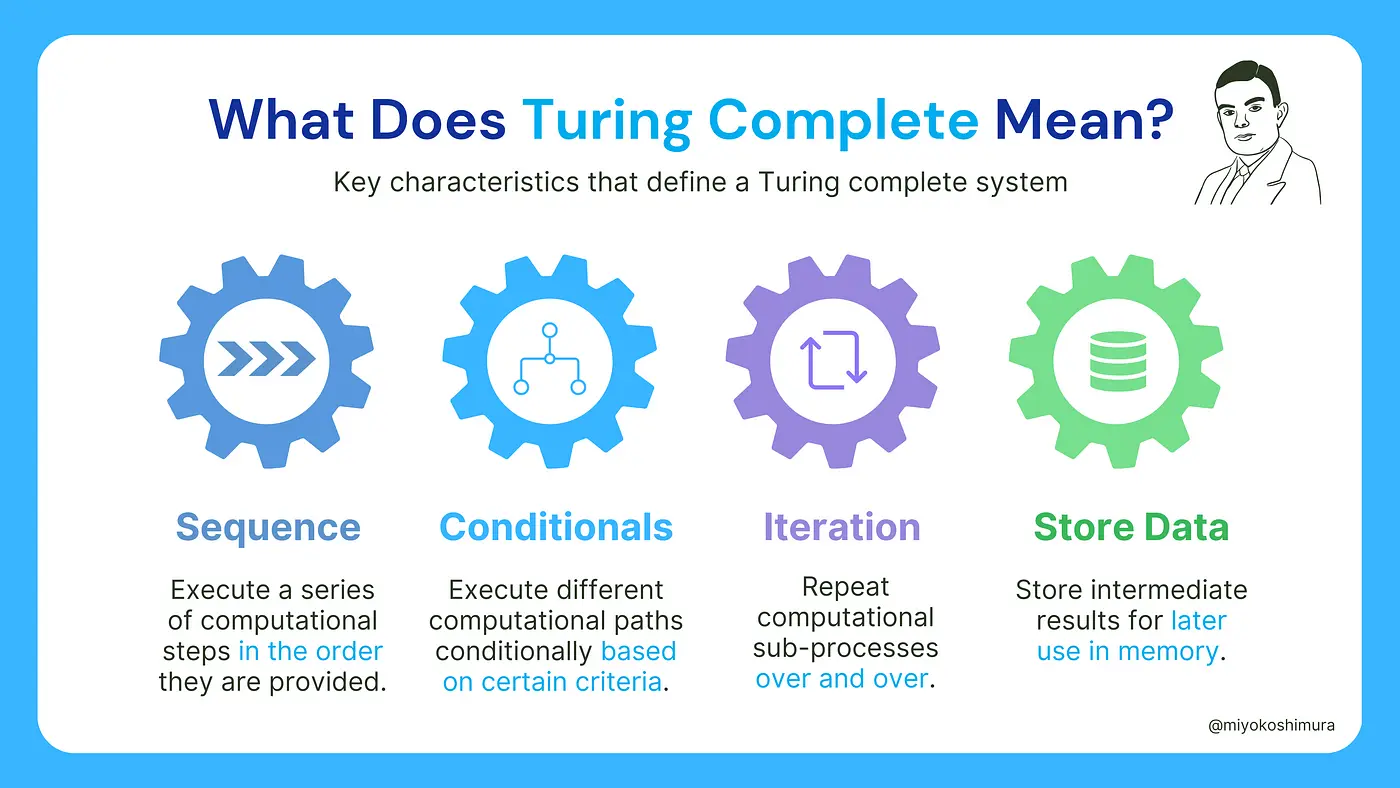 What Does Turing Complete Mean?
Key characteristics that define a Turing complete system
Sequence
Execute a series
of computational
steps in the order
they are provided.
Conditionals
Execute different
computational paths
conditionally based
on certain criteria.
Iteration
Repeat
computational
sub-processes
over and over.
Store Data
Store intermediate
results for later
use in memory.
@miyokoshimura